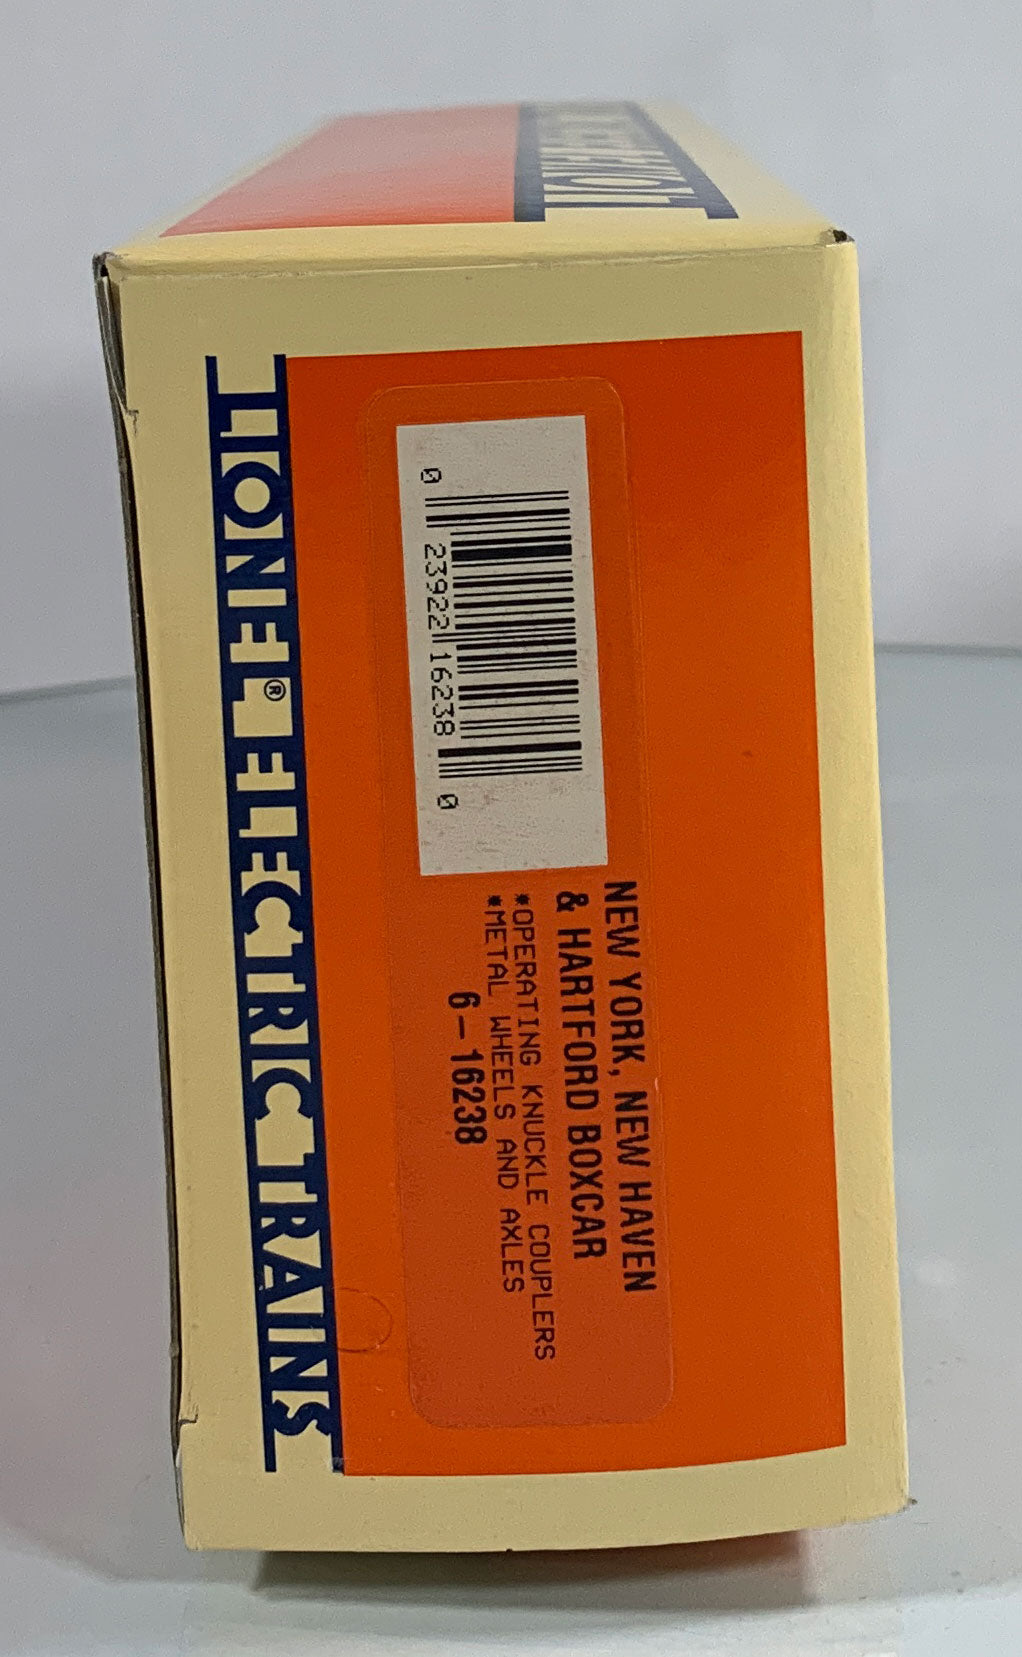 LIONEL® ELECTRIC TRAINS
0 23922 16238 0
NEW YORK, NEW HAVEN
& HARTFORD BOXCAR
*OPERATING KNUCKLE COUPLERS
*METAL WHEELS AND AXLES
6-16238
LIONEL